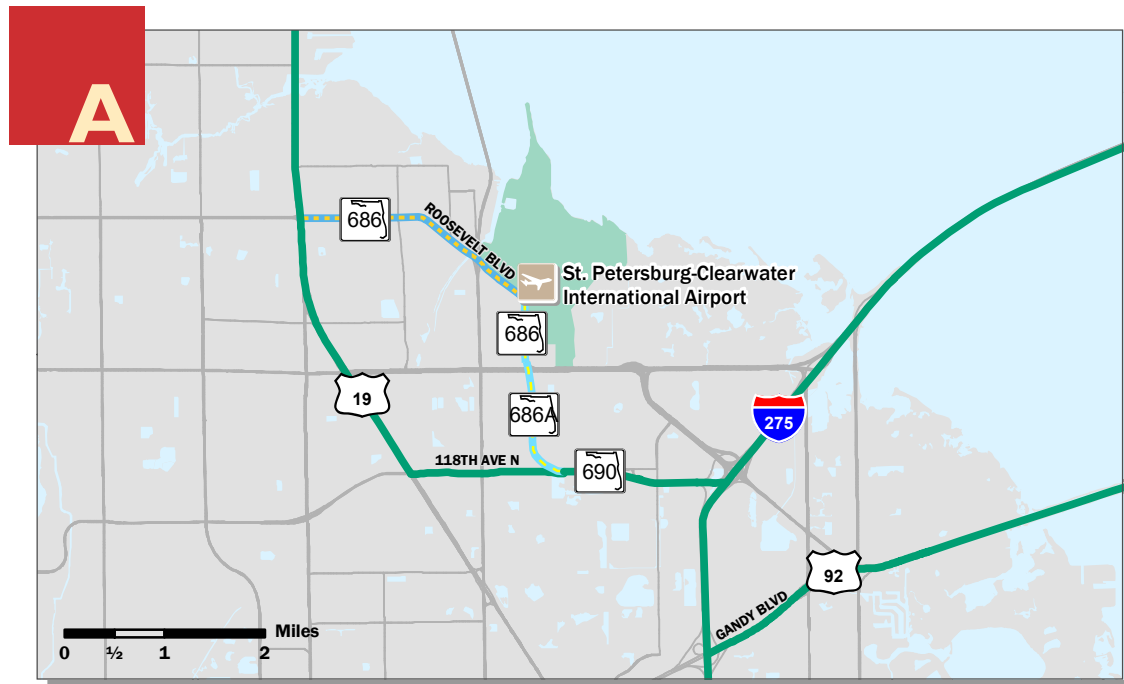 A
686
ROOSEVELT BLVD
St. Petersburg-Clearwater
International Airport
686
19
686A
275
118TH AVE N
690
92
GANDY BLVD
Miles
0 ½ 1 2